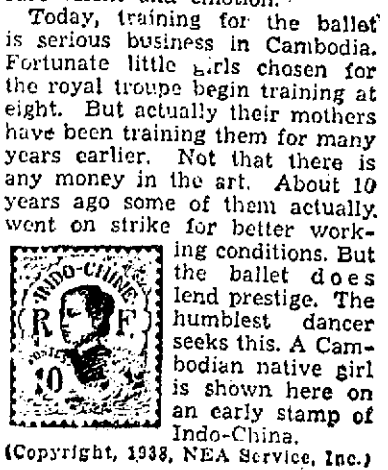 and emotion.
Today, training for the ballet
is serious business in Cambodia.
Fortunate little girls chosen for
the royal troupe begin training at
eight. But actually their mothers
have been training them for many
years earlier. Not that there is
any money in the art. About 10
years ago some of them actually
went on strike for better work-
ing conditions. But
the ballet does
lend prestige. The
humblest dancer
seeks this. A Cam-
bodian native girl
is shown here on
an early stamp of
Indo-China.
INDO-CHINE
R F
POSTES
10
(Copyright, 1938, NEA Service, Inc.)